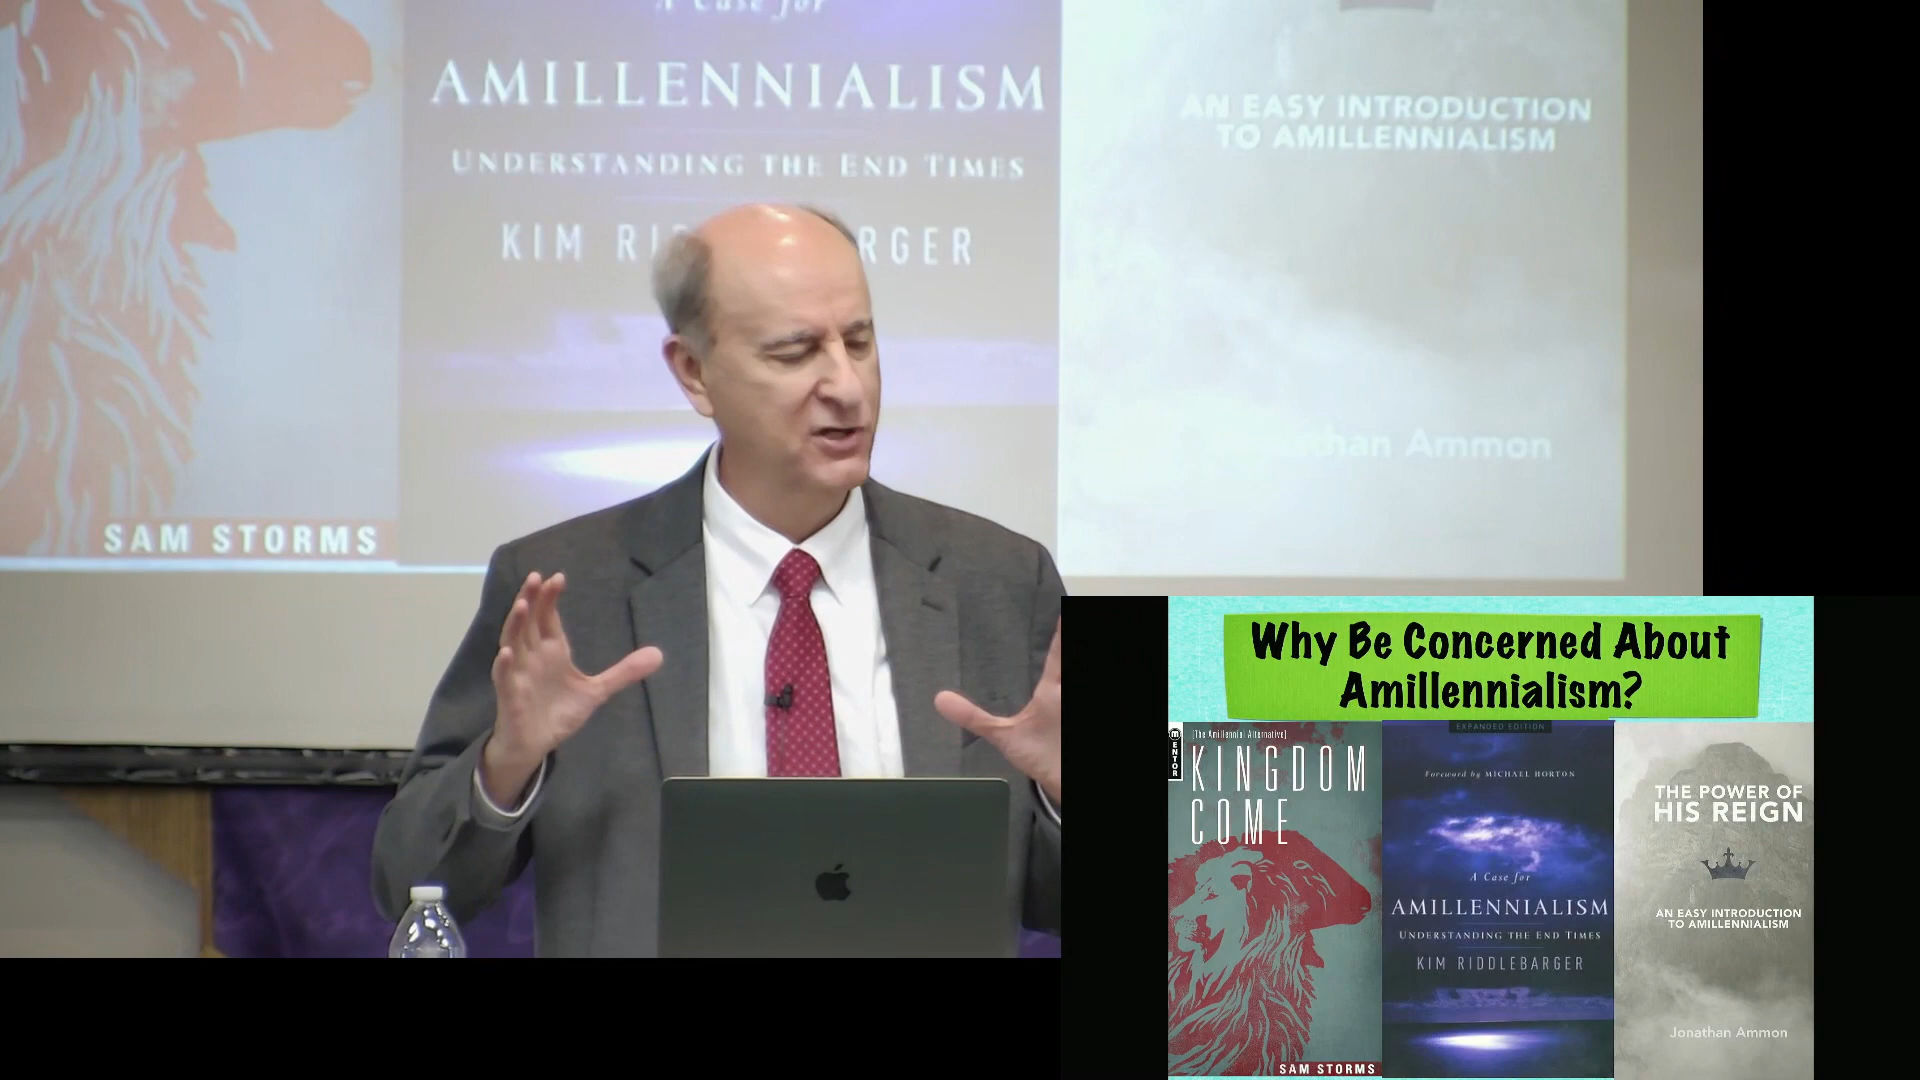 A Case for
AMILLENNIALISM
UNDERSTANDING THE END TIMES
KIM RI ARGER
SAM STORMS
AN EASY INTRODUCTION
TO AMILLENNIALISM
than Ammon
Why Be Concerned About
Amillennialism?
MENTOR
[The Amillennial Alternative]
KINGDOM
COME
SAM STORMS
EXPANDED EDITION
Foreword by MICHAEL HORTON
A Case for
AMILLENNIALISM
UNDERSTANDING THE END TIMES
KIM RIDDLEBARGER
THE POWER OF
HIS REIGN
AN EASY INTRODUCTION
TO AMILLENNIALISM
Jonathan Ammon